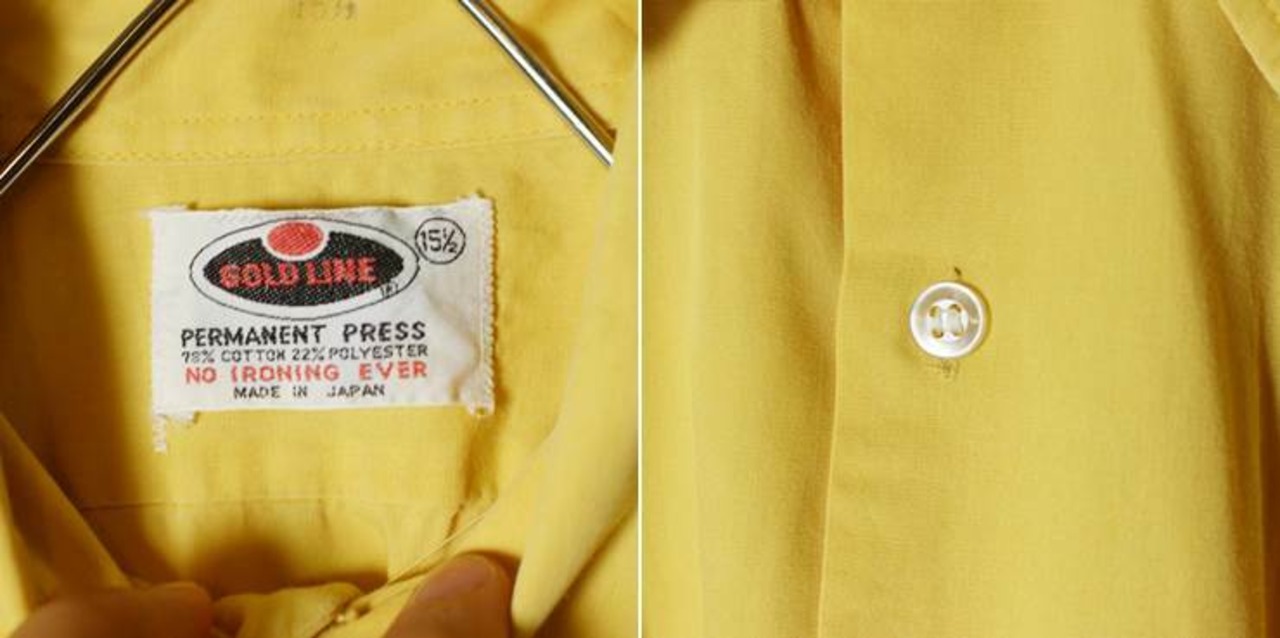 15½
GOLD LINE
®
PERMANENT PRESS
78% COTTON 22% POLYESTER
NO IRONING EVER
MADE IN JAPAN